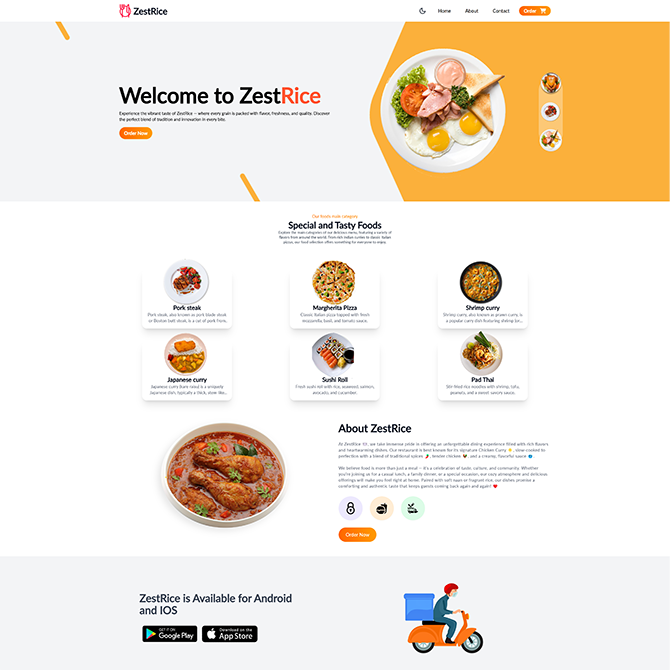 ZestRice
Home
About
Contact
Order
Welcome to ZestRice
Experience the vibrant taste of ZestRice — where every grain is packed with flavor, freshness, and quality. Discover
the perfect blend of tradition and innovation in every bite.
Order Now
Our foods made category
Special and Tasty Foods
Explore the main categories of our delicious menu, featuring a variety of
flavors from around the world. From rich Indian curries to classic Italian
pizzas, our food selection offers something for everyone to enjoy.
Pork steak
Pork steak, also known as pork blade steak
or Boston butt steak, is a cut of pork from...
Margherita Pizza
Classic Italian pizza topped with fresh
mozzarella, basil, and tomato sauce.
Shrimp curry
Shrimp curry, also known as prawn curry, is
a popular curry dish featuring shrimp (or...
Japanese curry
Japanese curry (kare raisu) is a uniquely
Japanese dish, typically a thick, stew-like...
Sushi Roll
Fresh sushi roll with rice, seaweed, salmon,
avocado, and cucumber.
Pad Thai
Stir-fried rice noodles with shrimp, tofu,
peanuts, and a sweet-savory sauce.
About ZestRice
At ZestRice, we take immense pride in offering an unforgettable dining experience filled with rich flavors
and heartwarming dishes. Our restaurant is best known for its signature Chicken Curry, slow-cooked to
perfection with a blend of traditional spices, tender chicken, and a creamy, flavorful sauce.
We believe food is more than just a meal — it's a celebration of taste, culture, and community. Whether
you're joining us for a casual lunch, a family dinner, or a special occasion, our cozy atmosphere and delicious
offerings will make you feel right at home. Paired with soft naan or fragrant rice, our dishes promise a
comforting and authentic taste that keeps guests coming back again and again!
Order Now
ZestRice is Available for Android
and IOS
GET IT ON
Google Play
Download on the
App Store